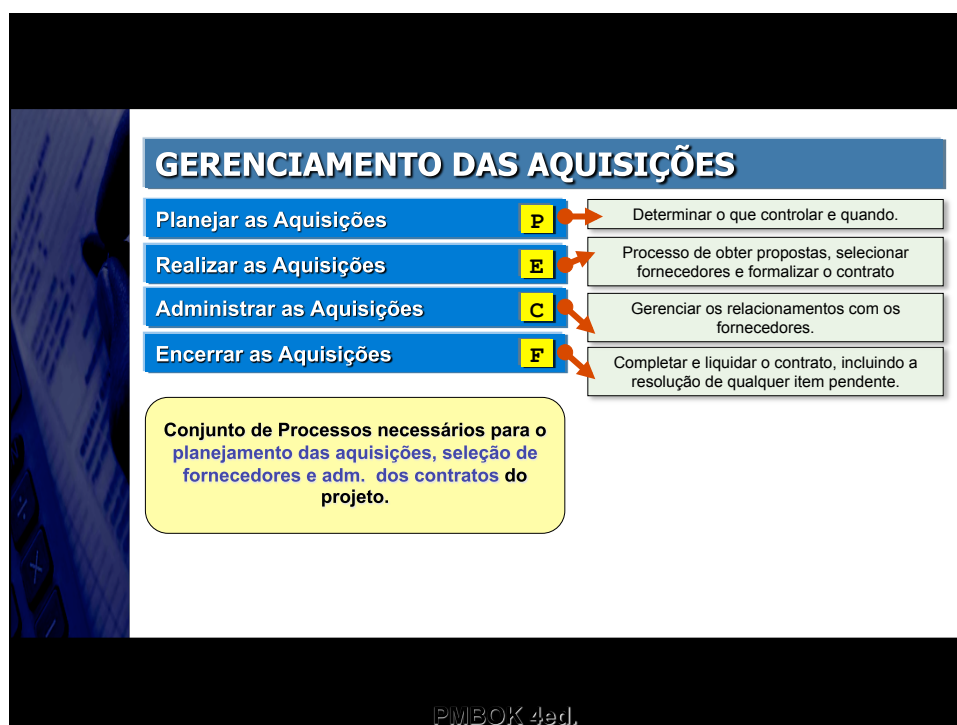 GERENCIAMENTO DAS AQUISIÇÕES
Planejar as Aquisições P
Determinar o que controlar e quando.
Realizar as Aquisições E
Processo de obter propostas, selecionar
fornecedores e formalizar o contrato
Administrar as Aquisições C
Gerenciar os relacionamentos com os
fornecedores.
Encerrar as Aquisições F
Completar e liquidar o contrato, incluindo a
resolução de qualquer item pendente.
Conjunto de Processos necessários para o
planejamento das aquisições, seleção de
fornecedores e adm. dos contratos do
projeto.
PMBOK 4ed.